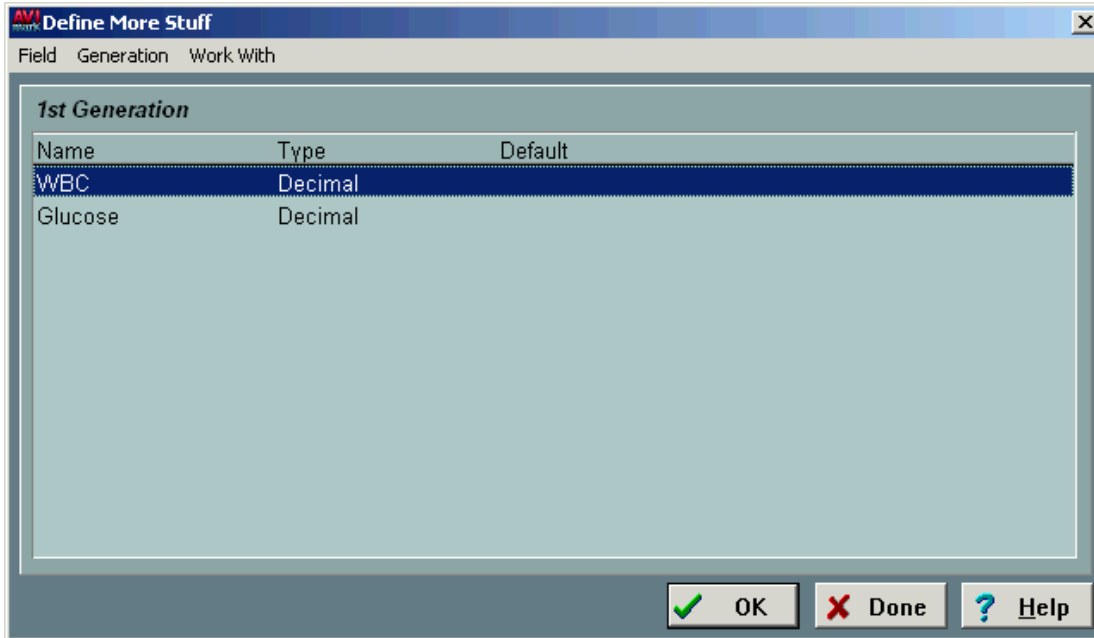 AVImark Define More Stuff
Field Generation Work With
1st Generation
Name Type Default
WBC Decimal
Glucose Decimal
OK Done ? Help